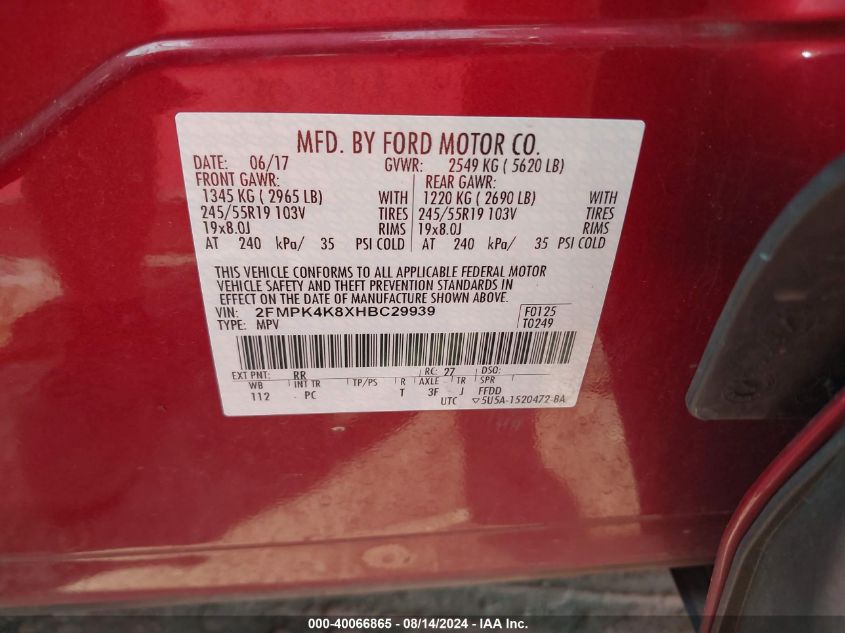 MFD. BY FORD MOTOR CO.
DATE: 06/17 GVWR: 2549 KG ( 5620 LB)
FRONT GAWR: REAR GAWR:
1345 KG ( 2965 LB) WITH 1220 KG ( 2690 LB) WITH
245/55R19 103V TIRES 245/55R19 103V TIRES
19x8.0J RIMS 19x8.0J RIMS
AT 240 kPa/ 35 PSI COLD AT 240 kPa/ 35 PSI COLD
THIS VEHICLE CONFORMS TO ALL APPLICABLE FEDERAL MOTOR
VEHICLE SAFETY AND THEFT PREVENTION STANDARDS IN
EFFECT ON THE DATE OF MANUFACTURE SHOWN ABOVE.
VIN: 2FMPK4K8XHBC29939 F0125
TYPE: MPV T0249
EXT PNT: RR RC: 27 DSO:
WB INT TR TP/PS R AXLE TR SPR
112 PC T 3F J FFDD
UTC ▽5U5A-1520472-BA
000-40066865 - 08/14/2024 - IAA Inc.